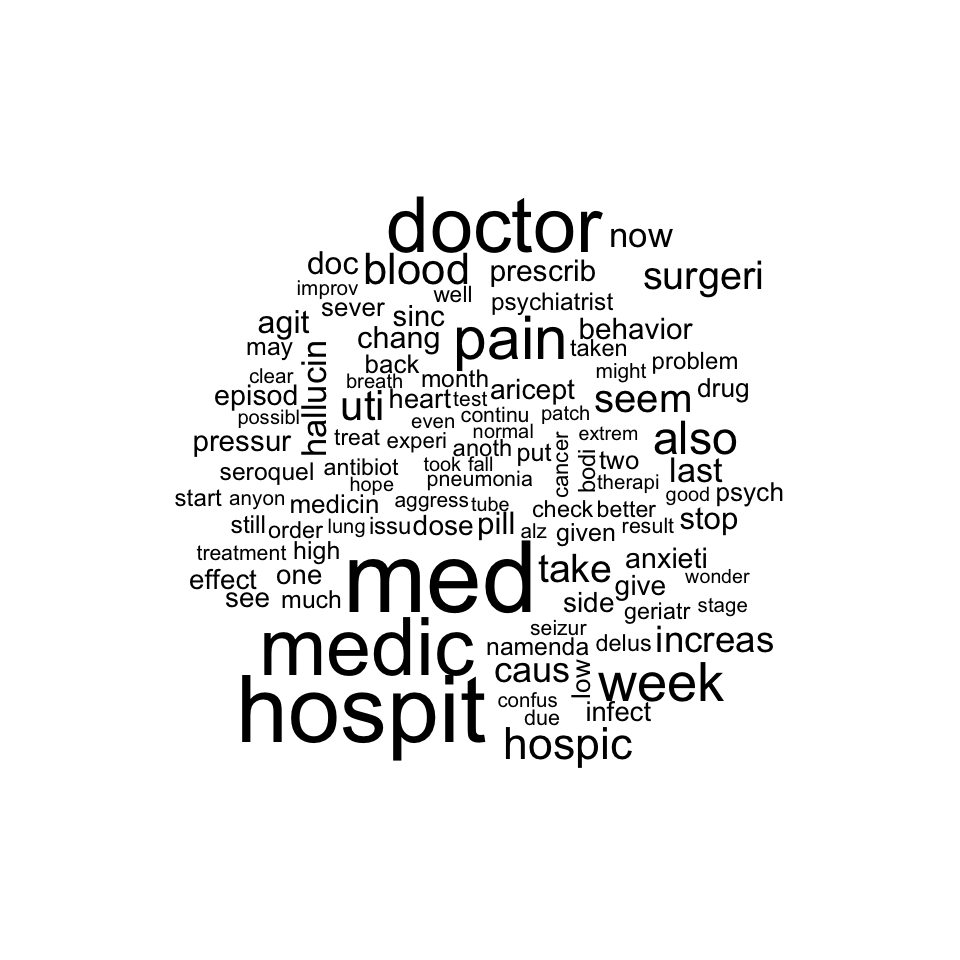 doctor now
doc blood prescrib surgeri
improv well psychiatrist
agit sever sinc pain behavior
may chang taken problem
clear back might
episod hallucin breath month aricept seem drug
possibl uti heart test continu patch
pressur even normal extrem also
treat experi anoth put cancer bodi two last
seroquel antibiot took fall therapi
hope pneumonia good psych
start anyon medicin aggress tube check better
still order lung issu dose pill alz given result stop
treatment high med take anxieti
effect one give wonder
see much side geriatr stage
medic seizur delus increas
namenda caus low week
hospit confus infect
due
hospic